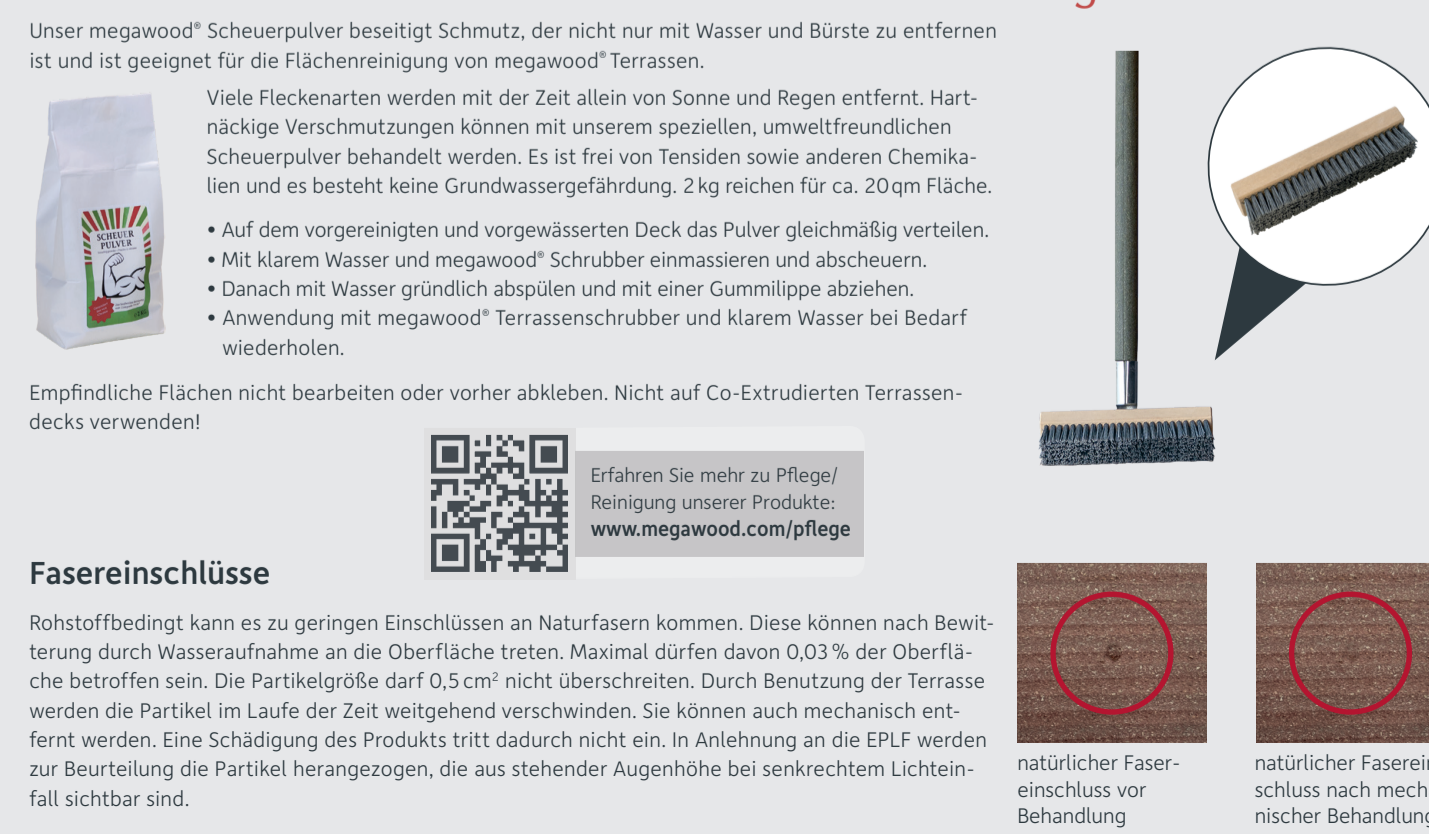 Unser megawood® Scheuerpulver beseitigt Schmutz, der nicht nur mit Wasser und Bürste zu entfernen
ist und ist geeignet für die Flächenreinigung von megawood® Terrassen.
Viele Fleckenarten werden mit der Zeit allein von Sonne und Regen entfernt. Hart-
näckige Verschmutzungen können mit unserem speziellen, umweltfreundlichen
Scheuerpulver behandelt werden. Es ist frei von Tensiden sowie anderen Chemika-
lien und es besteht keine Grundwassergefährdung. 2 kg reichen für ca. 20 qm Fläche.
SCHEUER
PULVER
• Auf dem vorgereinigten und vorgewässerten Deck das Pulver gleichmäßig verteilen.
• Mit klarem Wasser und megawood® Schrubber einmassieren und abscheuern.
• Danach mit Wasser gründlich abspülen und mit einer Gummilippe abziehen.
• Anwendung mit megawood® Terrassenschrubber und klarem Wasser bei Bedarf
wiederholen.
Empfindliche Flächen nicht bearbeiten oder vorher abkleben. Nicht auf Co-Extrudierten Terrassen-
decks verwenden!
Erfahren Sie mehr zu Pflege/
Reinigung unserer Produkte:
www.megawood.com/pflege
Fasereinschlüsse
Rohstoffbedingt kann es zu geringen Einschlüssen an Naturfasern kommen. Diese können nach Bewit-
terung durch Wasseraufnahme an die Oberfläche treten. Maximal dürfen davon 0,03 % der Oberflä-
che betroffen sein. Die Partikelgröße darf 0,5 cm² nicht überschreiten. Durch Benutzung der Terrasse
werden die Partikel im Laufe der Zeit weitgehend verschwinden. Sie können auch mechanisch ent-
fernt werden. Eine Schädigung des Produkts tritt dadurch nicht ein. In Anlehnung an die EPLF werden
zur Beurteilung die Partikel herangezogen, die aus stehender Augenhöhe bei senkrechtem Lichtein-
fall sichtbar sind.
natürlicher Faser-
einschluss vor
Behandlung
natürlicher Faserein
schluss nach mech
nischer Behandlung